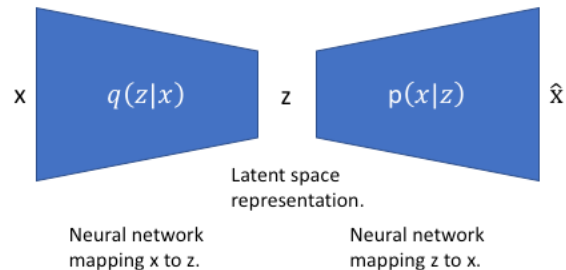 x q(z|x) z p(x|z) x̂
Latent space
representation.
Neural network
mapping x to z.
Neural network
mapping z to x.